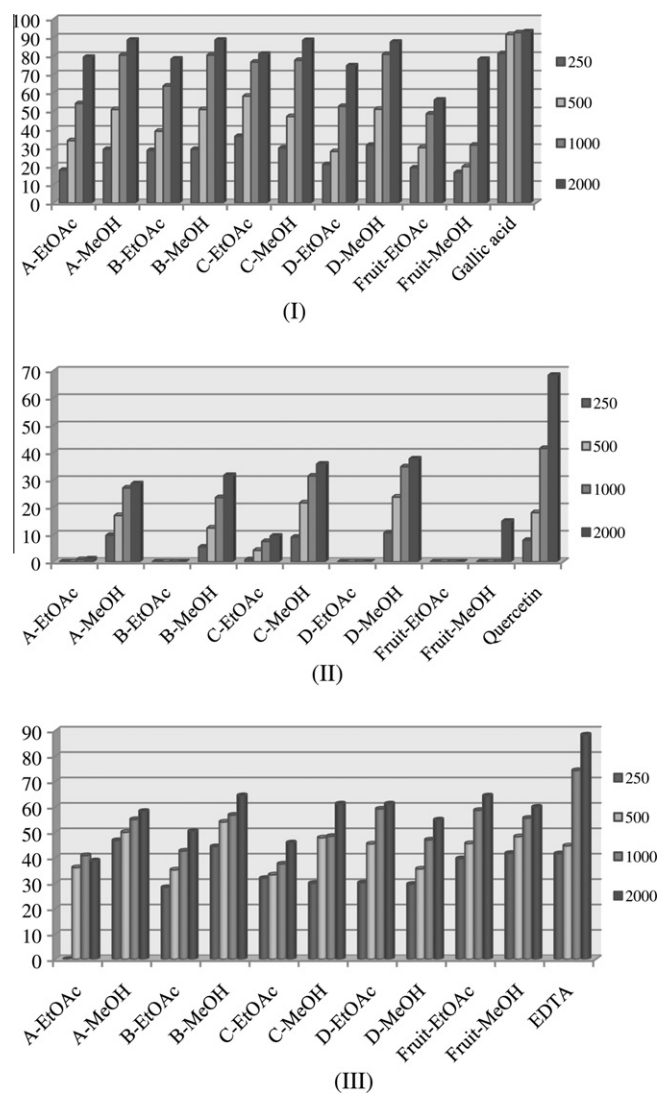 100
90
80
70
60
50
40
30
20
10
0
250
500
1000
2000
A-EtOAc
A-MeOH
B-EtOAc
B-MeOH
C-EtOAc
C-MeOH
D-EtOAc
D-MeOH
Fruit-EtOAc
Fruit-MeOH
Gallic acid
(I)
70
60
50
40
30
20
10
0
250
500
1000
2000
A-EtOAc
A-MeOH
B-EtOAc
B-MeOH
C-EtOAc
C-MeOH
D-EtOAc
D-MeOH
Fruit-EtOAc
Fruit-MeOH
Quercetin
(II)
90
80
70
60
50
40
30
20
10
0
250
500
1000
2000
A-EtOAc
A-MeOH
B-EtOAc
B-MeOH
C-EtOAc
C-MeOH
D-EtOAc
D-MeOH
Fruit-EtOAc
Fruit-MeOH
EDTA
(III)